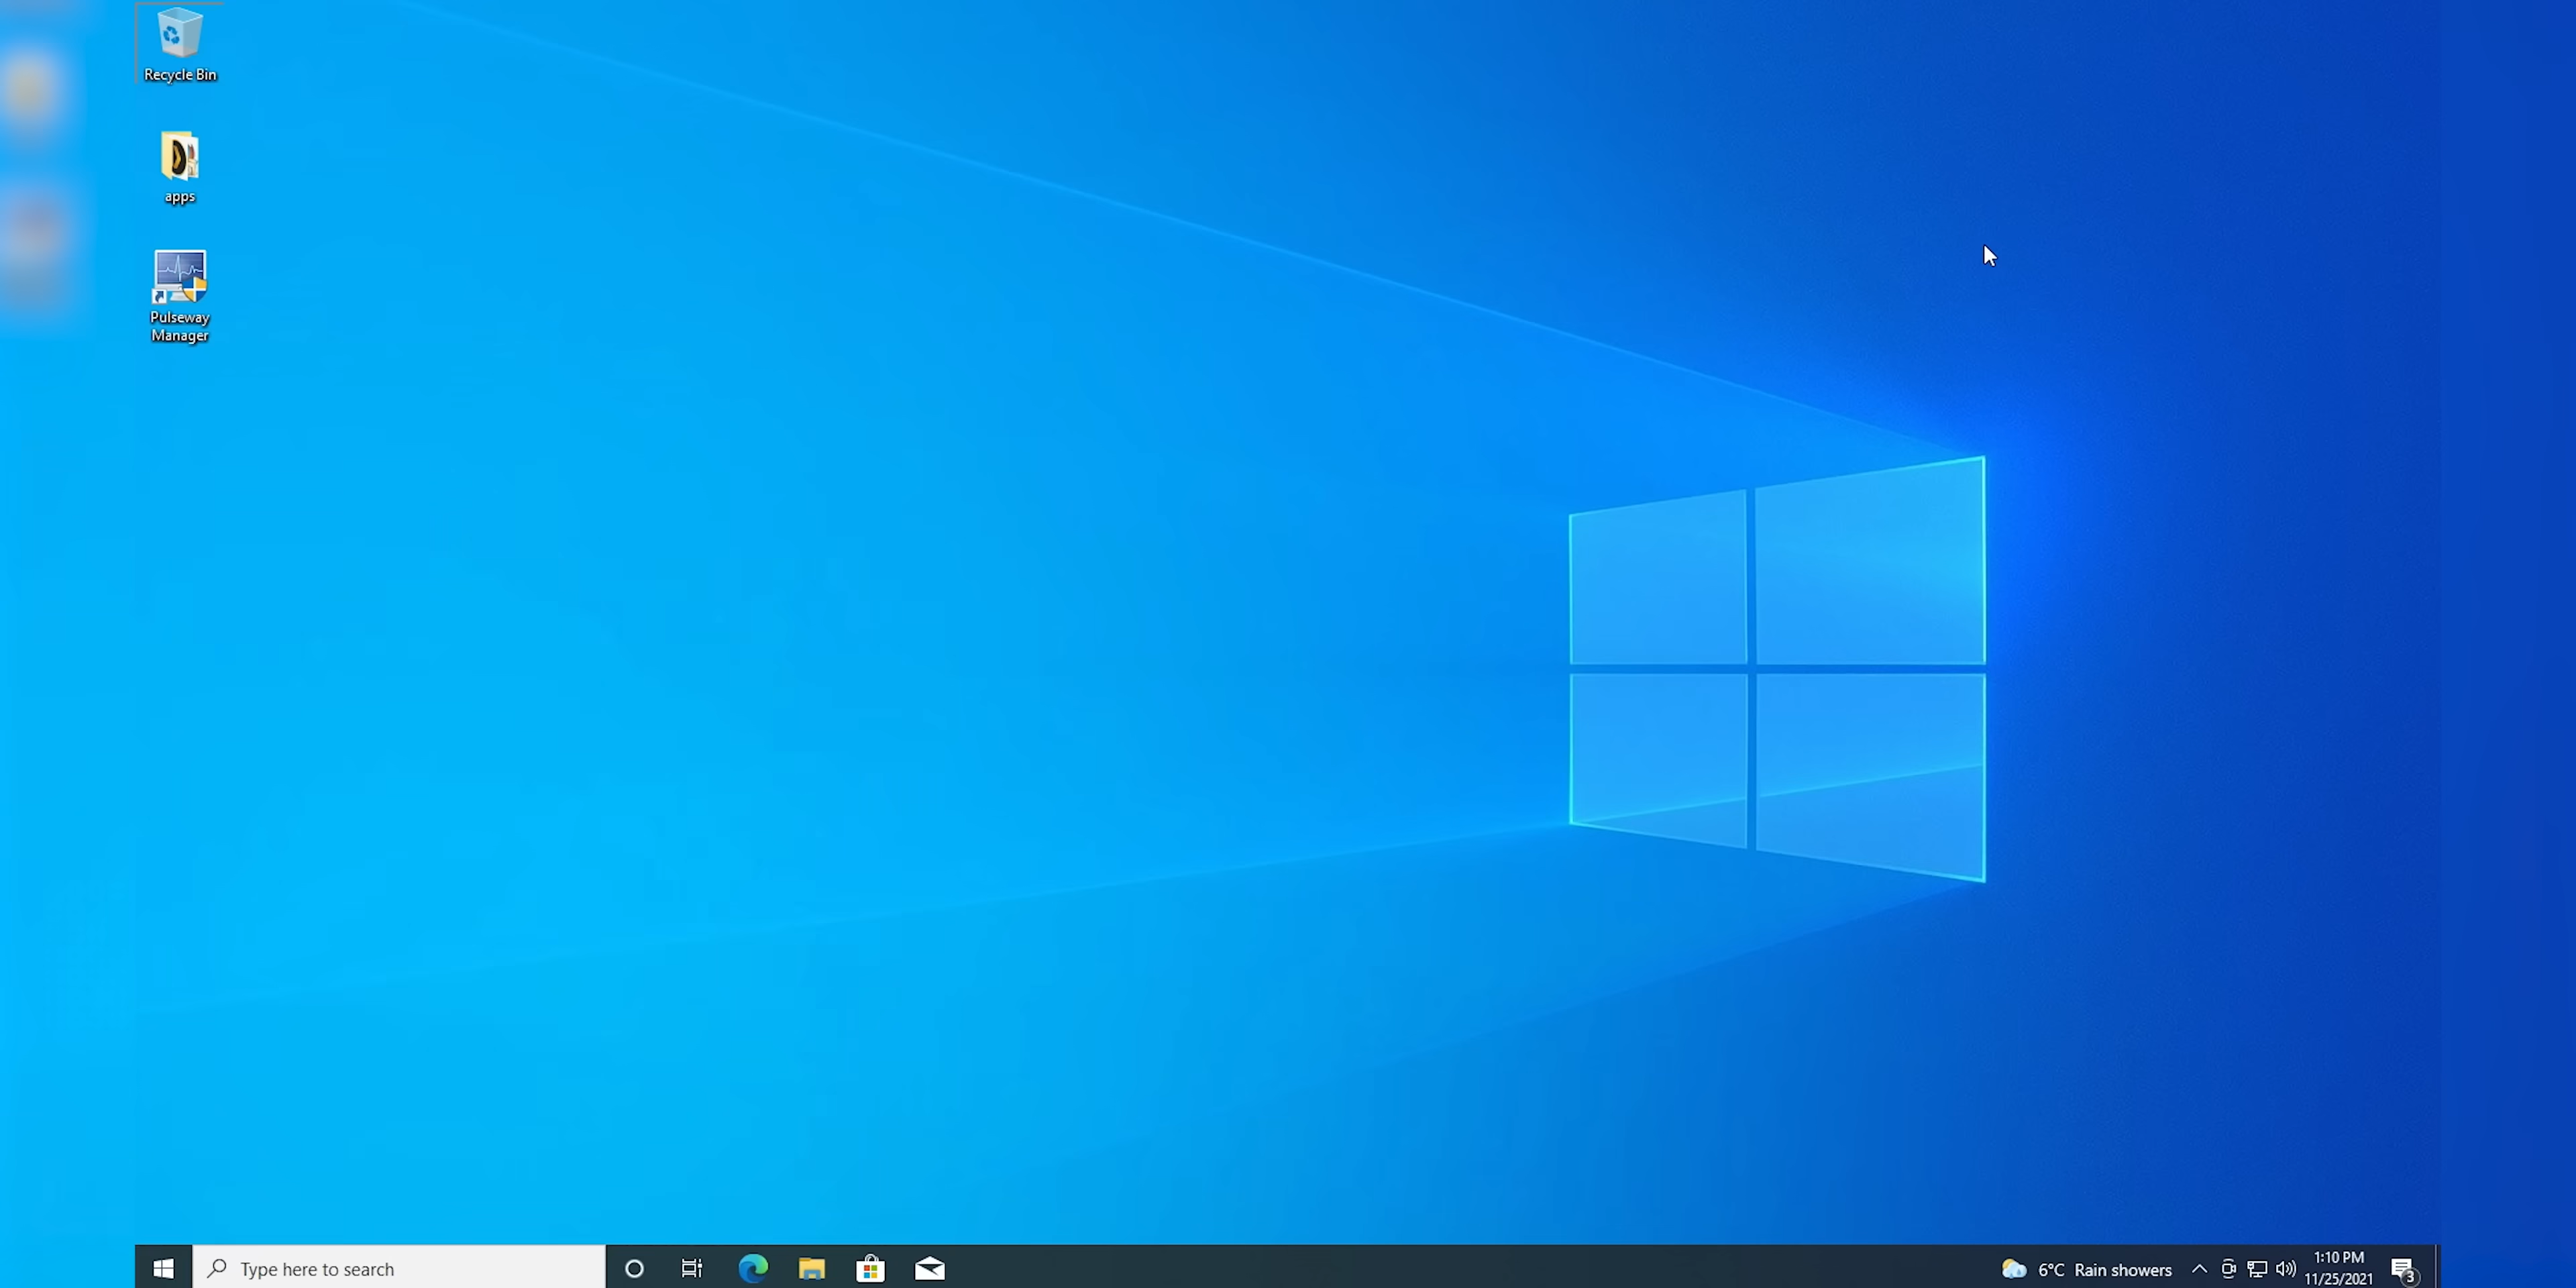 Recycle Bin
apps
Pulseway
Manager
Type here to search
6°C Rain showers
1:10 PM
11/25/2021
3